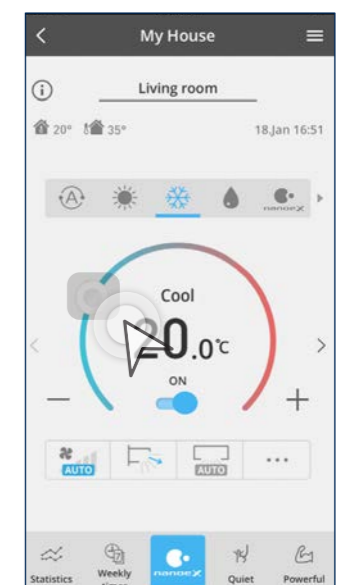 My House
Living room
20° 35° 18.Jan 16:51
A
nanoeX
Cool
20.0°C
ON
− +
AUTO AUTO
Statistics Weekly timer nanoeX Quiet Powerful